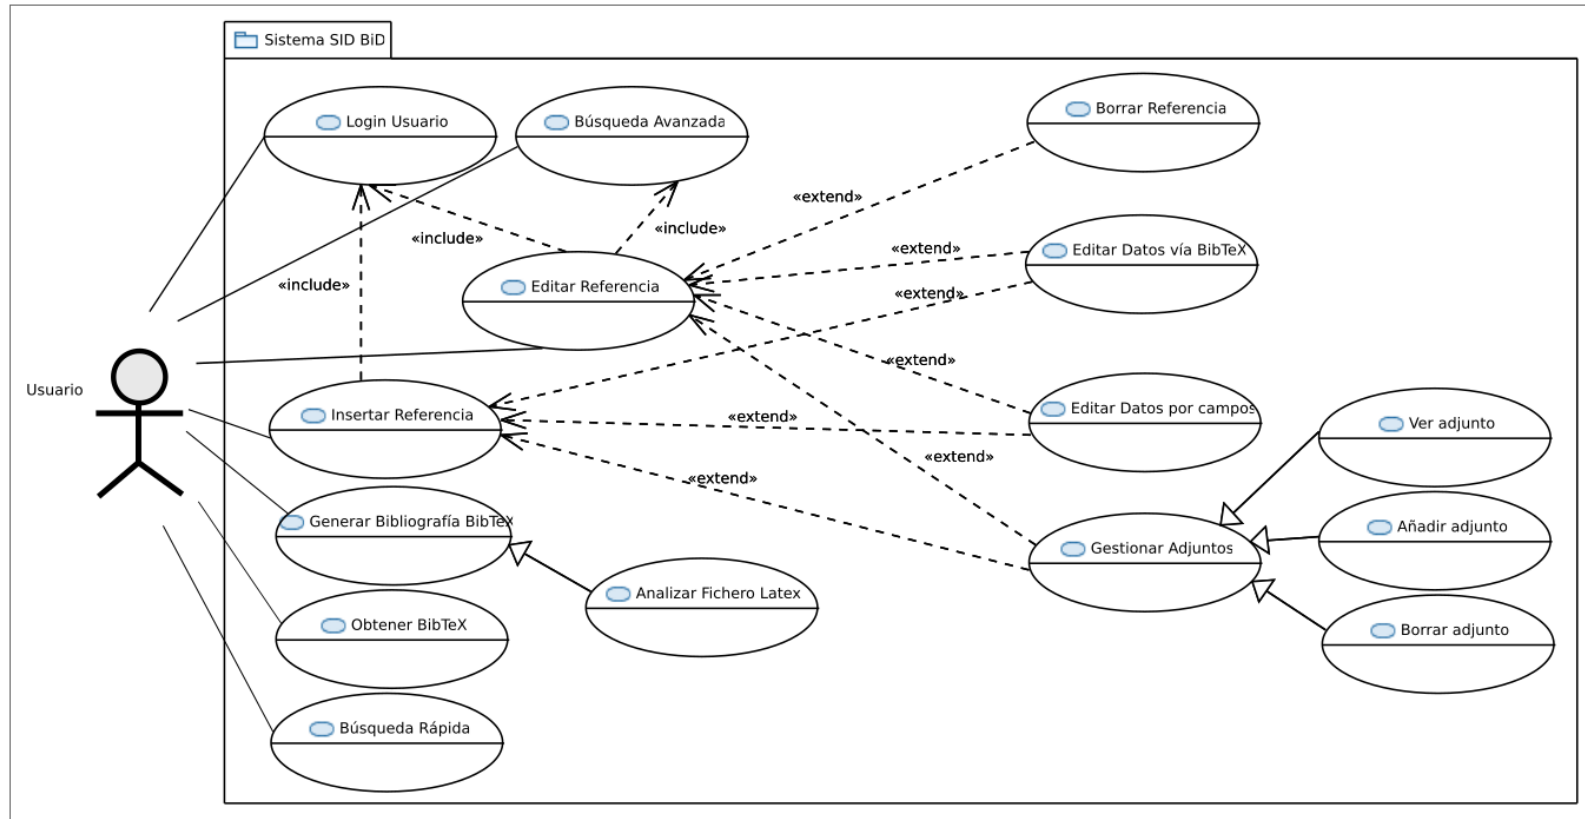 Sistema SID BiD
Login Usuario
Búsqueda Avanzada
Borrar Referencia
«extend»
«include»
«include»
Editar Datos vía BibTeX
«extend»
«include»
Editar Referencia
«extend»
«extend»
Usuario
Insertar Referencia
«extend»
Editar Datos por campos
Ver adjunto
«extend»
«extend»
Generar Bibliografía BibTeX
Añadir adjunto
Gestionar Adjuntos
Analizar Fichero Latex
Obtener BibTeX
Borrar adjunto
Búsqueda Rápida